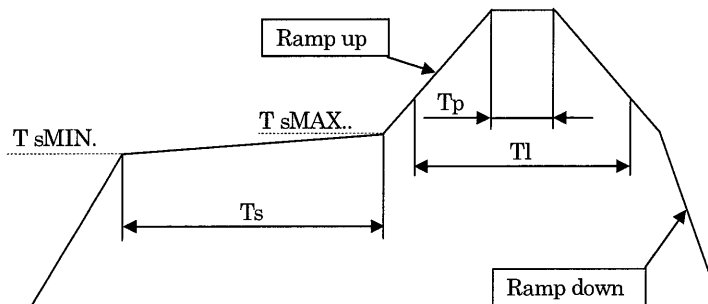 Ramp up
T sMAX..
Tp
T sMIN.
Tl
Ts
Ramp down